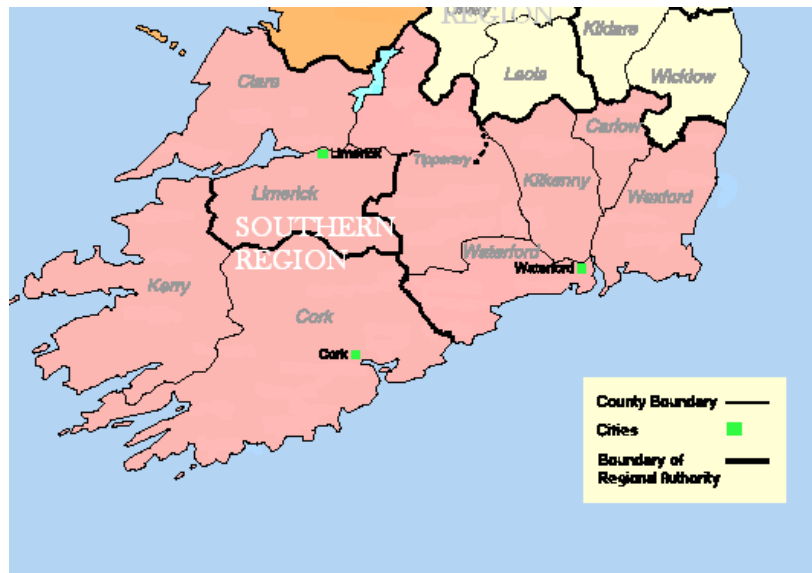 REGION
Kildare
Laois
Wicklow
Clare
Carlow
Limerick
Tipperary
Kilkenny
Limerick
Wexford
SOUTHERN
REGION
Waterford
Waterford
Kerry
Cork
Cork
County Boundary
Cities
Boundary of
Regional Authority